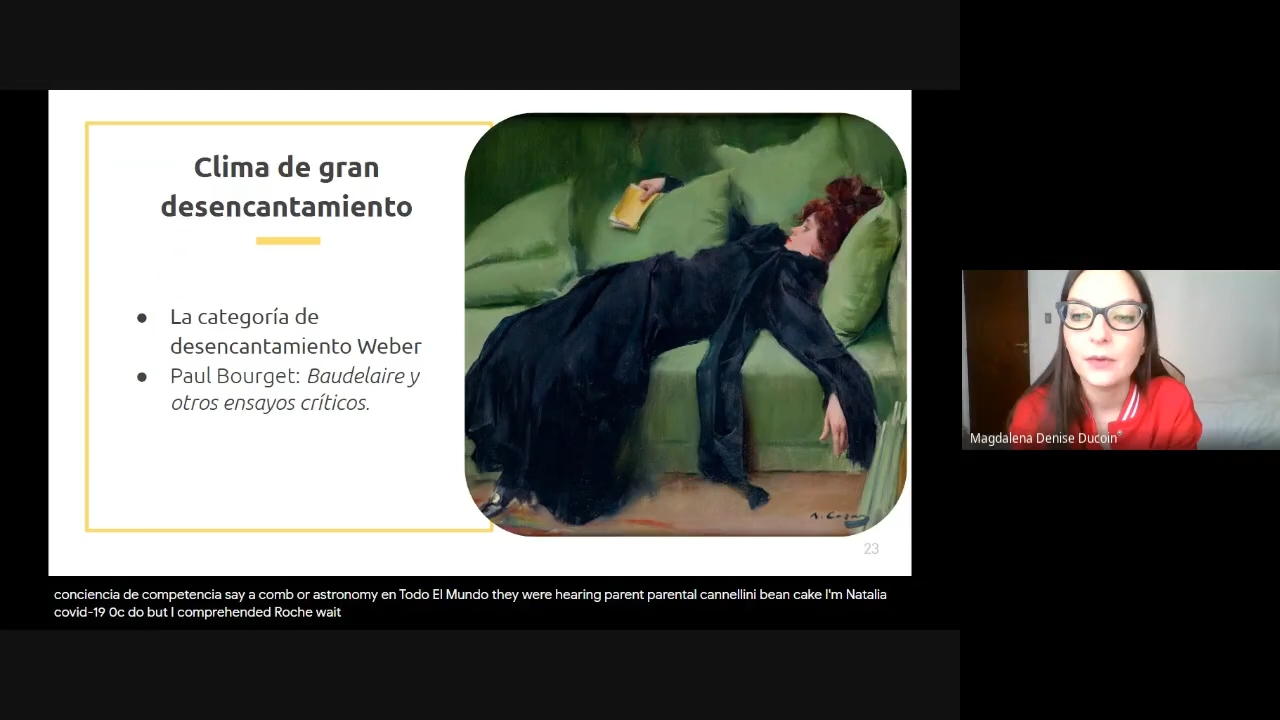 Clima de gran
desencantamiento
● La categoría de
desencantamiento Weber
● Paul Bourget: Baudelaire y
otros ensayos críticos.
23
Magdalena Denise Ducoin
conciencia de competencia say a comb or astronomy en Todo El Mundo they were hearing parent parental cannellini bean cake I'm Natalia
covid-19 0c do but I comprehended Roche wait